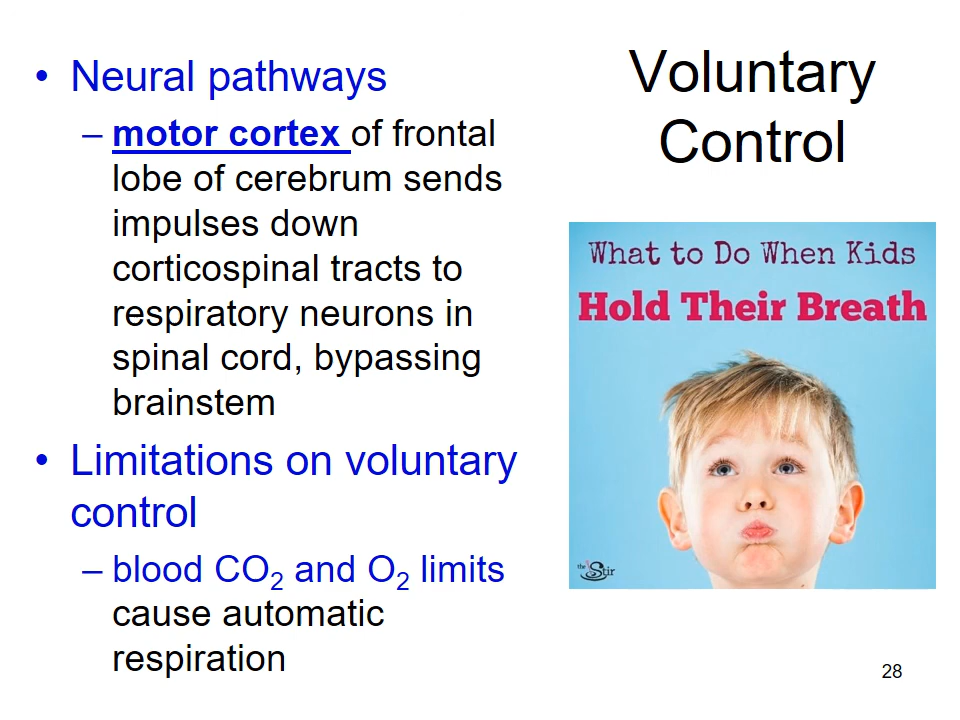 Voluntary
Control
• Neural pathways
– motor cortex of frontal
lobe of cerebrum sends
impulses down
corticospinal tracts to
respiratory neurons in
spinal cord, bypassing
brainstem
• Limitations on voluntary
control
– blood CO₂ and O₂ limits
cause automatic
respiration
What to Do When Kids
Hold Their Breath
the Stir
28